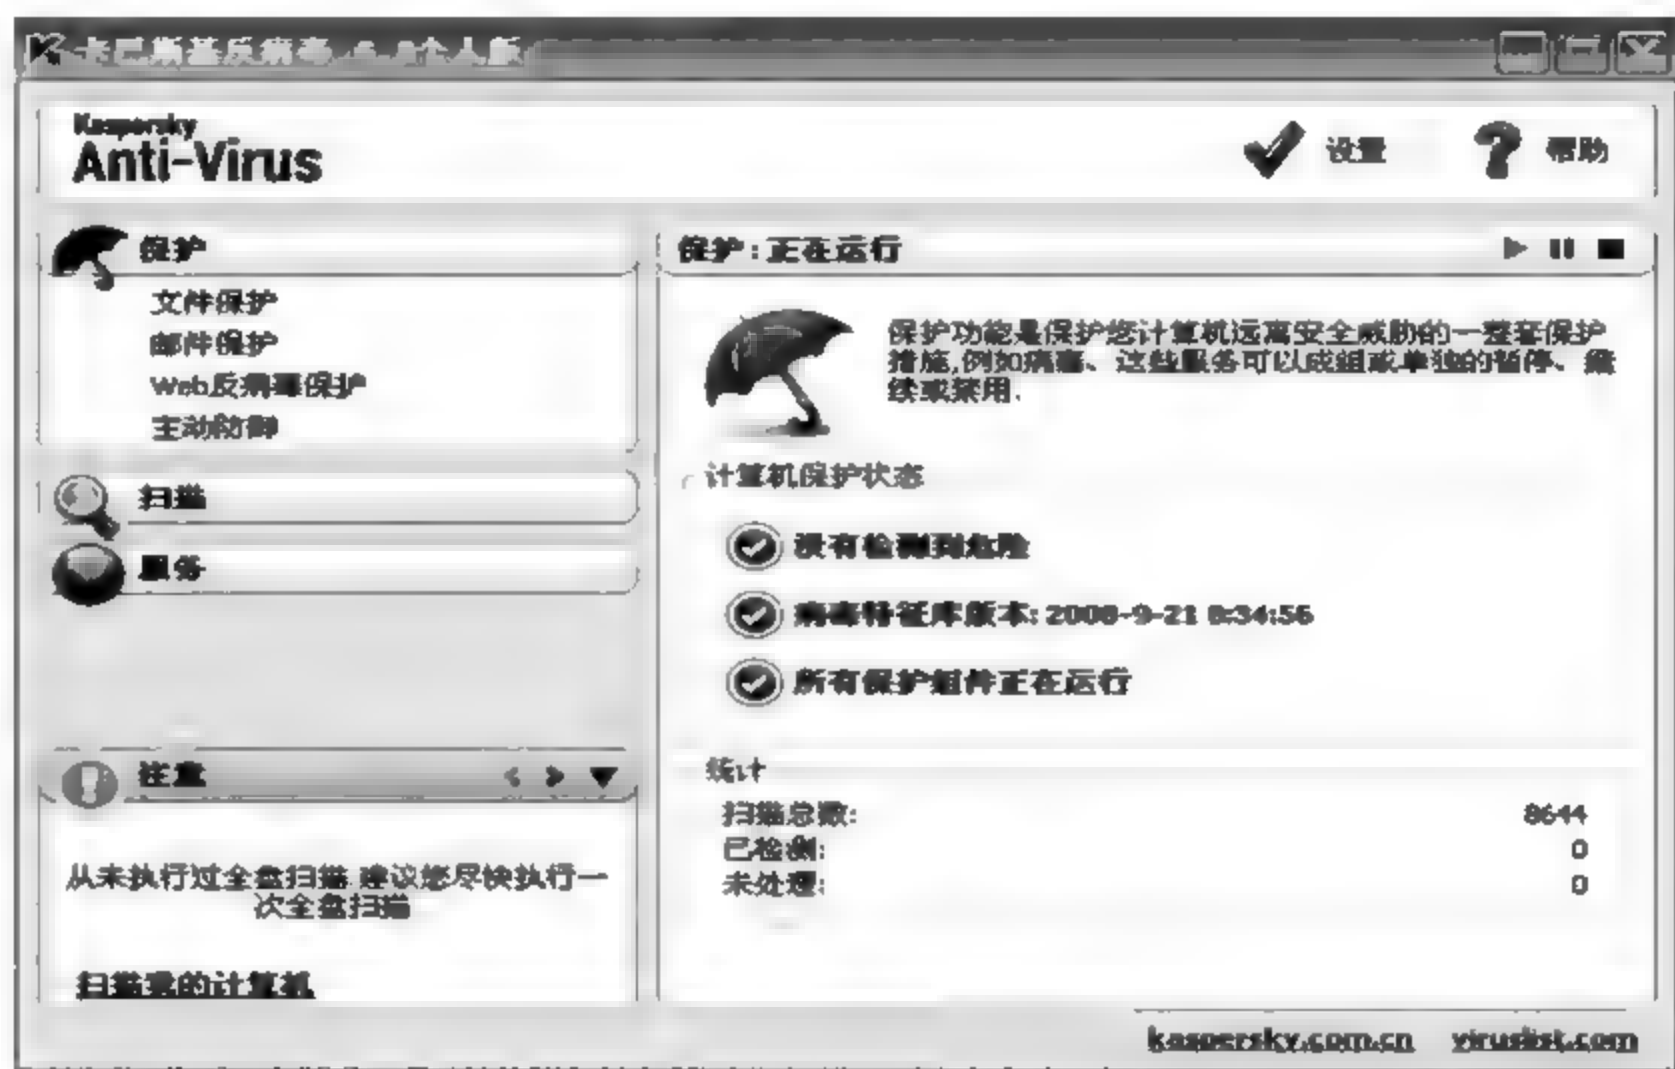 卡巴斯基反病毒 6.0个人版
Kaspersky
Anti-Virus
设置
帮助
保护
文件保护
邮件保护
Web反病毒保护
主动防御
扫描
服务
注意
从未执行过全盘扫描.建议您尽快执行一
次全盘扫描
扫描我的计算机
保护:正在运行
保护功能是保护您计算机远离安全威胁的一整套保护
措施,例如病毒、这些服务可以成组或单独的暂停、继
续或禁用.
计算机保护状态
没有检测到危险
病毒特征库版本: 2008-9-21 8:34:56
所有保护组件正在运行
统计
扫描总数: 8644
已检测: 0
未处理: 0
kaspersky.com.cn viruslist.com